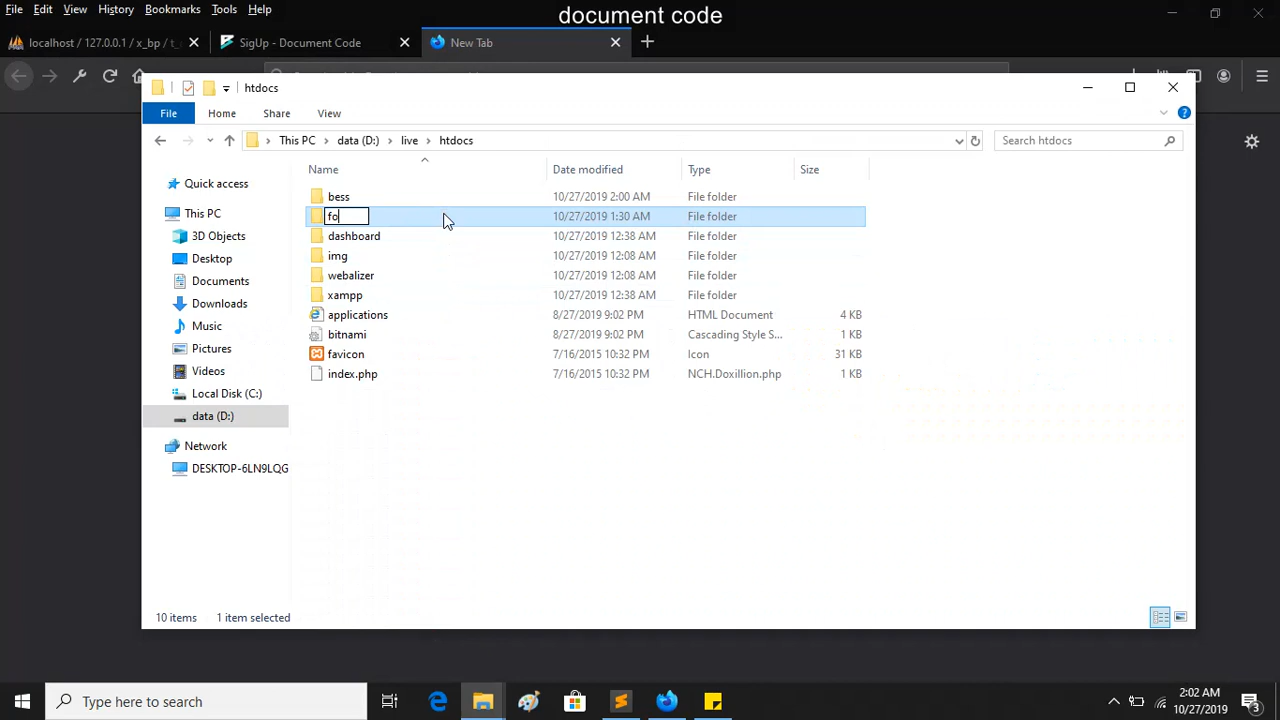 document code
File Edit View History Bookmarks Tools Help
localhost / 127.0.0.1 / x_bp / t_
SigUp - Document Code
New Tab
htdocs
File Home Share View
This PC > data (D:) > live > htdocs
Search htdocs
Name Date modified Type Size
Quick access
This PC
3D Objects
Desktop
Documents
Downloads
Music
Pictures
Videos
Local Disk (C:)
data (D:)
Network
DESKTOP-6LN9LQG
bess 10/27/2019 2:00 AM File folder
fo 10/27/2019 1:30 AM File folder
dashboard 10/27/2019 12:38 AM File folder
img 10/27/2019 12:08 AM File folder
webalizer 10/27/2019 12:08 AM File folder
xampp 10/27/2019 12:38 AM File folder
applications 8/27/2019 9:02 PM HTML Document 4 KB
bitnami 8/27/2019 9:02 PM Cascading Style S... 1 KB
favicon 7/16/2015 10:32 PM Icon 31 KB
index.php 7/16/2015 10:32 PM NCH.Doxillion.php 1 KB
10 items 1 item selected
Type here to search
2:02 AM
10/27/2019
3